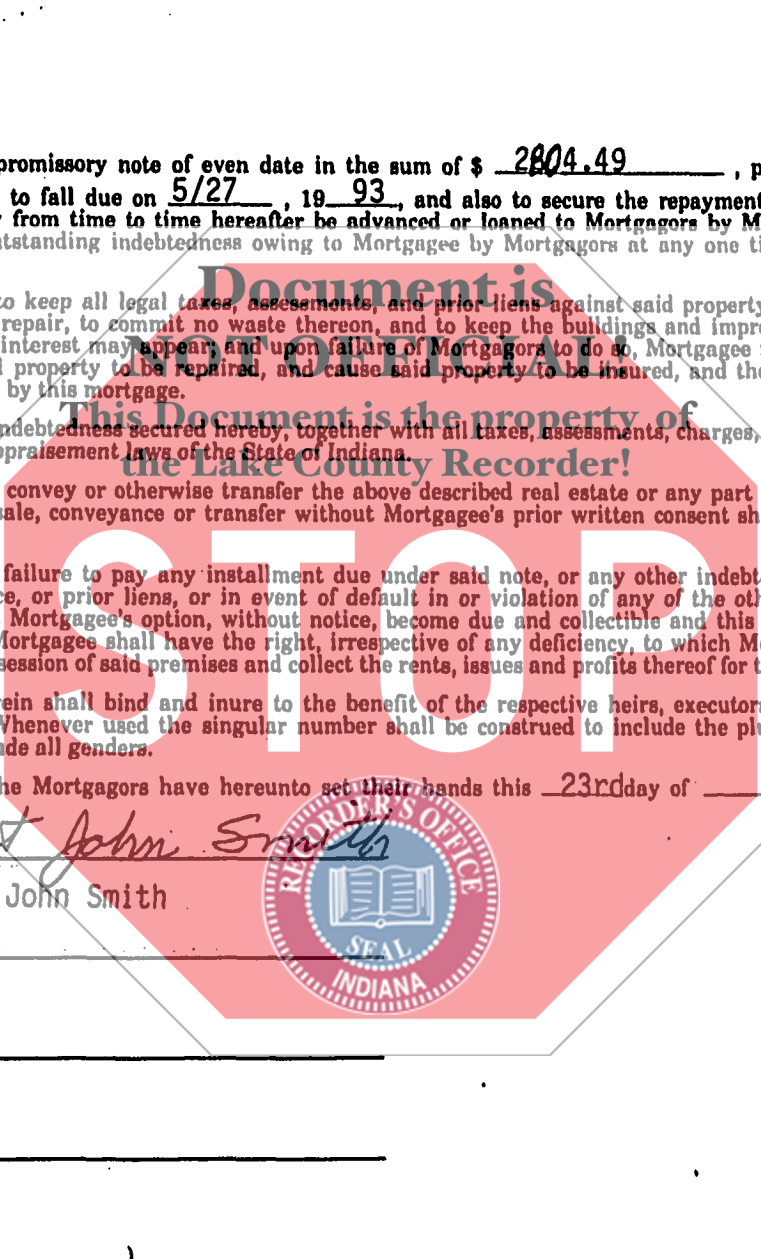 promissory note of even date in the sum of $ 2804.49 , p
to fall due on 5/27 , 19 93 , and also to secure the repayment
from time to time hereafter be advanced or loaned to Mortgagors by M
tstanding indebtedness owing to Mortgagee by Mortgagors at any one ti
Document is
to keep all legal taxes, assessments, and prior liens against said property
repair, to commit no waste thereon, and to keep the buildings and impr
NOT OFFICIAL!
interest may appear, and upon failure of Mortgagors to do so, Mortgagee
property to be repaired, and cause said property to be insured, and the
by this mortgage.
This Document is the property of
ndebtedness secured hereby, together with all taxes, assessments, charges,
ppraisement laws of the State of Indiana.
the Lake County Recorder!
convey or otherwise transfer the above described real estate or any part
sale, conveyance or transfer without Mortgagee's prior written consent sh
STOP
failure to pay any installment due under said note, or any other indebt
ce, or prior liens, or in event of default in or violation of any of the oth
Mortgagee's option, without notice, become due and collectible and this
Mortgagee shall have the right, irrespective of any deficiency, to which M
session of said premises and collect the rents, issues and profits thereof for t
rein shall bind and inure to the benefit of the respective heirs, executor
Whenever used the singular number shall be construed to include the plu
ude all genders.
he Mortgagors have hereunto set their hands this 23rd day of
t John Smith
John Smith
RECORDER'S OFFICE
SEAL
INDIANA